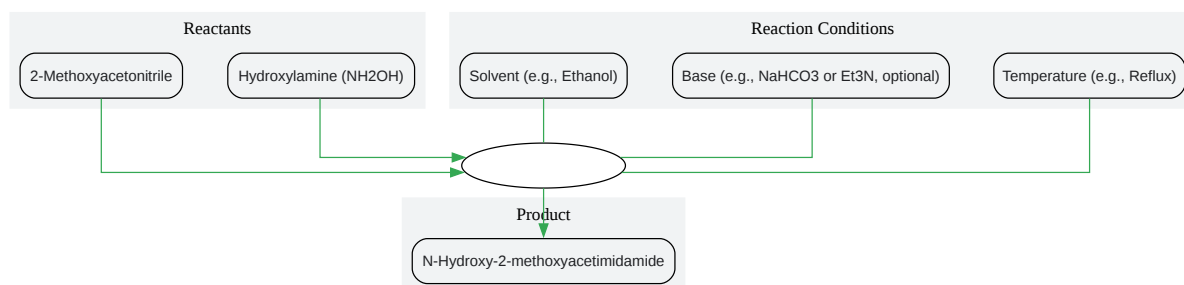 Reactants
Reaction Conditions
2-Methoxyacetonitrile
Hydroxylamine (NH2OH)
Solvent (e.g., Ethanol)
Base (e.g., NaHCO3 or Et3N, optional)
Temperature (e.g., Reflux)
Product
N-Hydroxy-2-methoxyacetimidamide